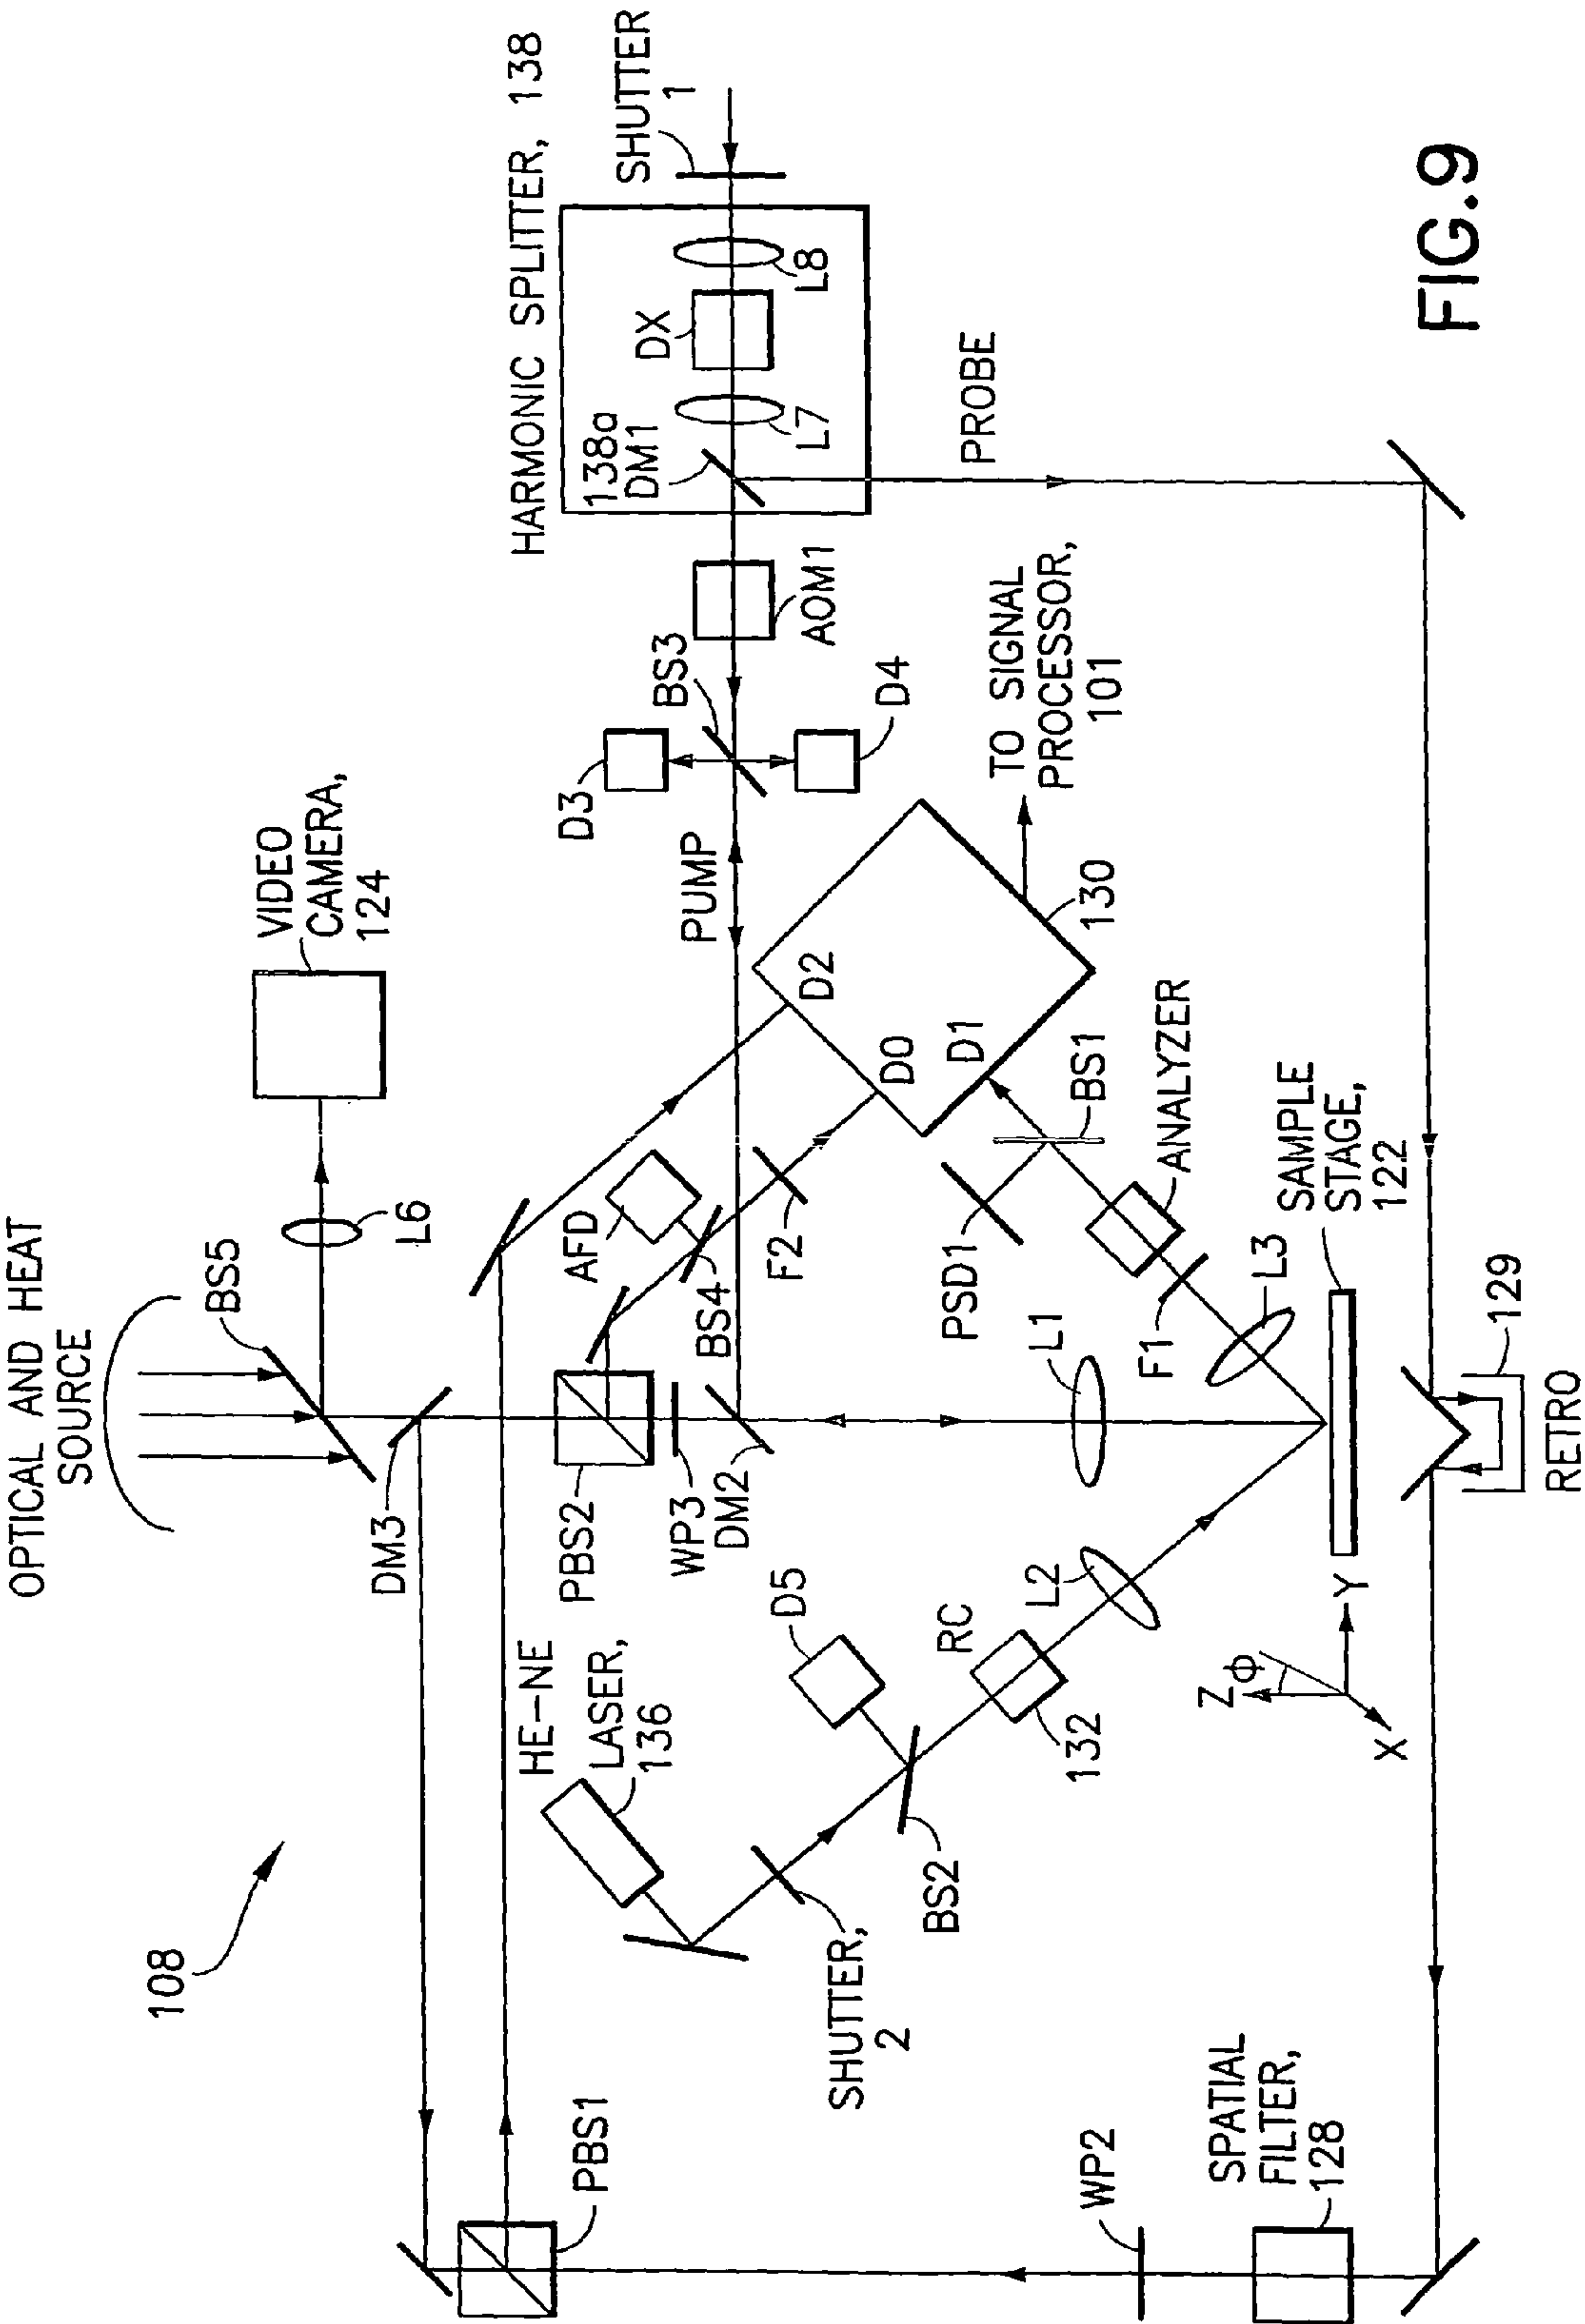 108
OPTICAL AND HEAT
SOURCE
BS5
L6
VIDEO
CAMERA,
124
DM3
PBS2
WP3
DM2
AFD
BS4
F2
D3
D4
BS3
PUMP
AOM1
HARMONIC SPLITTER, 138
138a
DM1
L7
DX
L8
SHUTTER
1
PROBE
D2
D0
D1
130
TO SIGNAL
PROCESSOR,
101
PBS1
HE-NE
LASER,
136
SHUTTER,
2
BS2
D5
RC
132
L2
L1
L3
F1
PSD1
ANALYZER
BS1
SAMPLE
STAGE,
122
Z
ϕ
Y
X
WP2
SPATIAL
FILTER,
128
129
RETRO
FIG.9